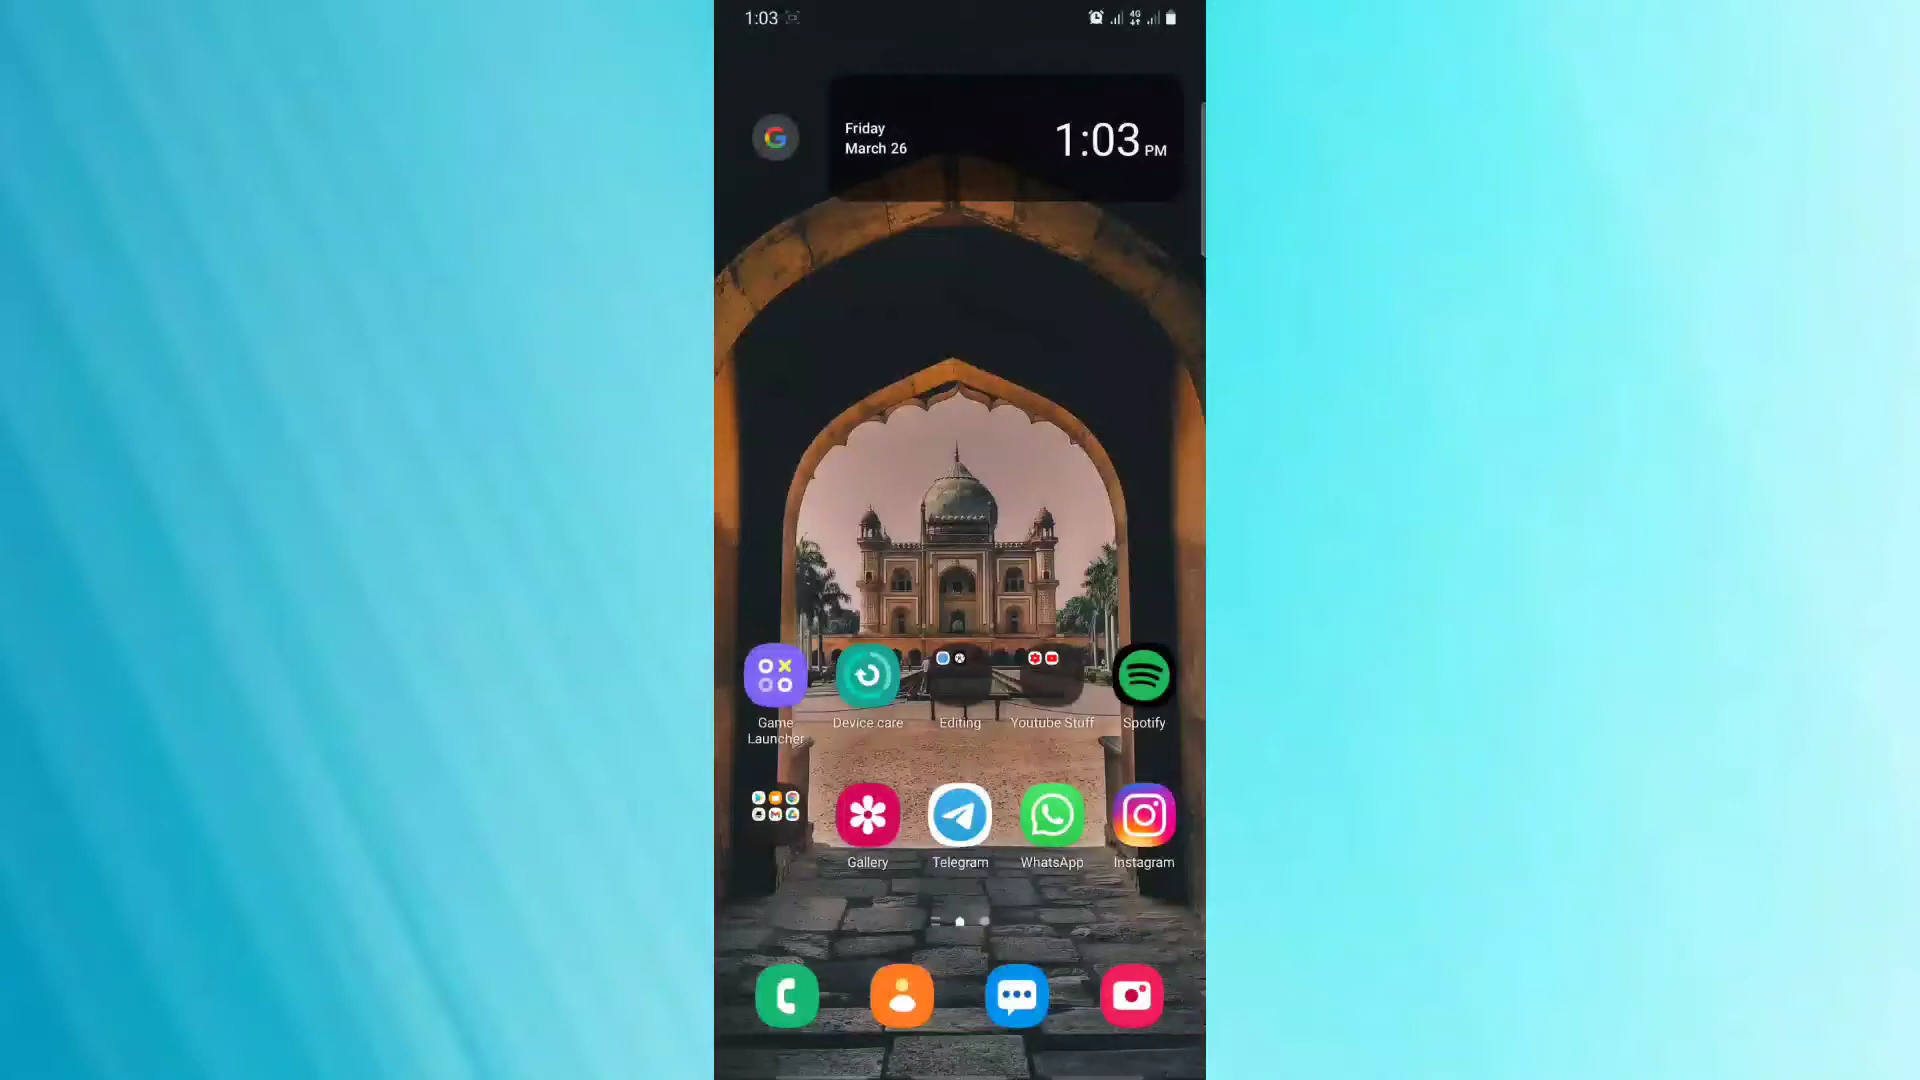 1:03
4G
Friday
March 26
1:03 PM
Game
Launcher
Device care
Editing
Youtube Stuff
Spotify
Gallery
Telegram
WhatsApp
Instagram